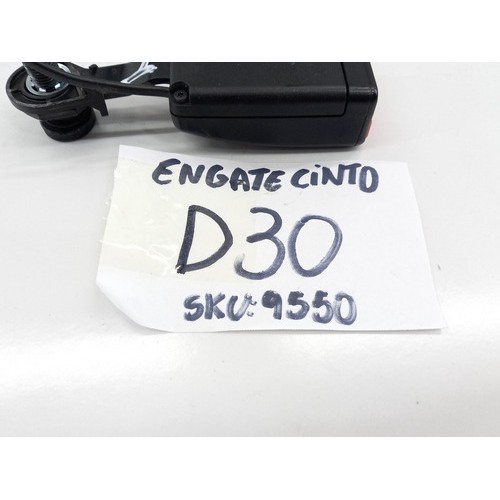 ENGATE CiNTO
D30
SKU: 9550